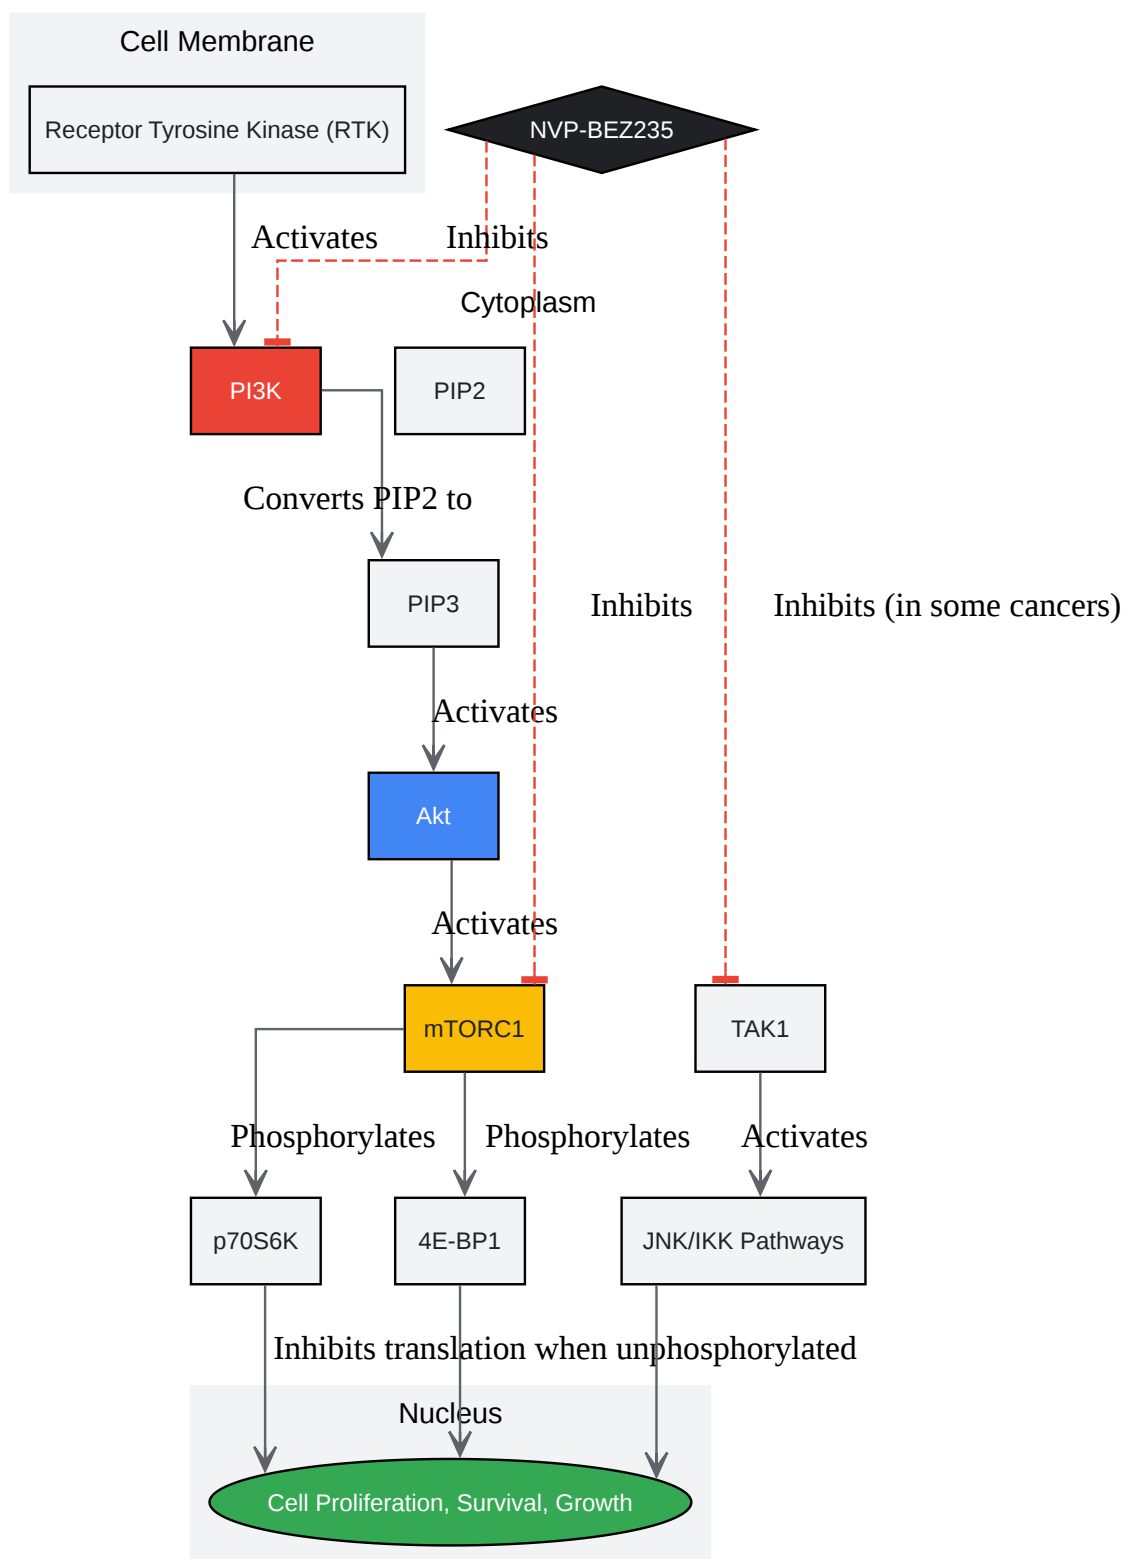 Cell Membrane
Receptor Tyrosine Kinase (RTK)
NVP-BEZ235
Activates
Inhibits
Cytoplasm
PI3K
PIP2
Converts PIP2 to
PIP3
Inhibits
Inhibits (in some cancers)
Activates
Akt
Activates
mTORC1
TAK1
Phosphorylates
Phosphorylates
Activates
p70S6K
4E-BP1
JNK/IKK Pathways
Inhibits translation when unphosphorylated
Nucleus
Cell Proliferation, Survival, Growth